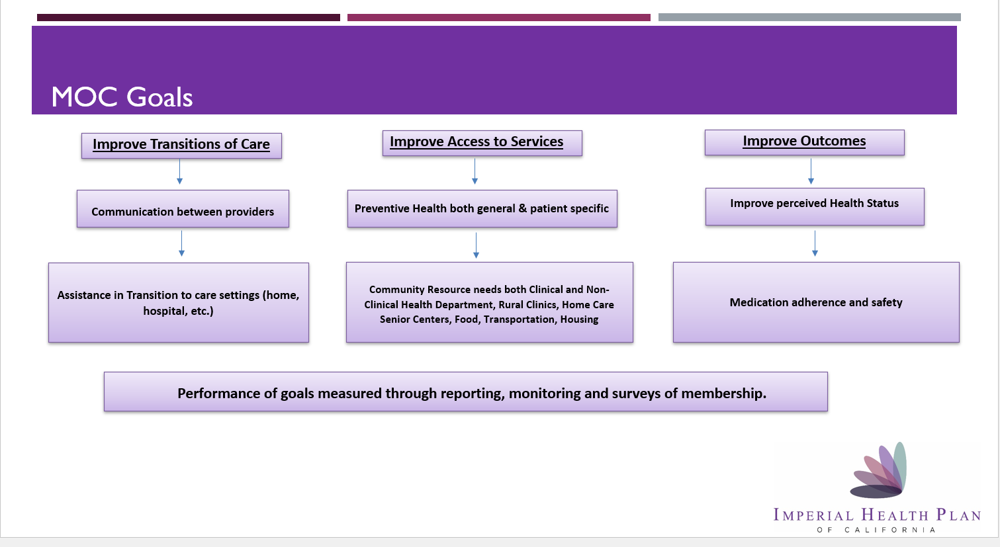 MOC Goals
Improve Transitions of Care
Communication between providers
Assistance in Transition to care settings (home,
hospital, etc.)
Improve Access to Services
Preventive Health both general & patient specific
Community Resource needs both Clinical and Non-
Clinical Health Department, Rural Clinics, Home Care
Senior Centers, Food, Transportation, Housing
Improve Outcomes
Improve perceived Health Status
Medication adherence and safety
Performance of goals measured through reporting, monitoring and surveys of membership.
IMPERIAL HEALTH PLAN
OF CALIFORNIA